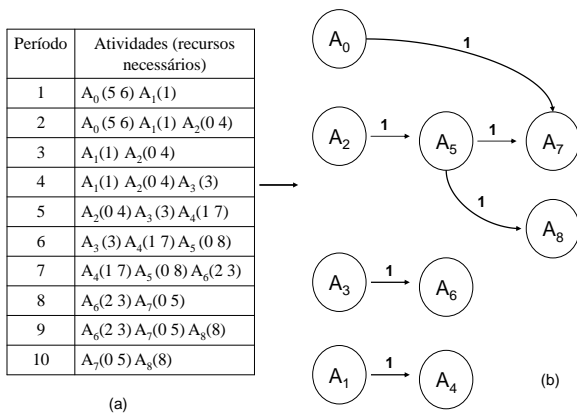 Período Atividades (recursos
necessários)
1 A0(5 6) A1(1)
2 A0(5 6) A1(1) A2(0 4)
3 A1(1) A2(0 4)
4 A1(1) A2(0 4) A3(3)
5 A2(0 4) A3(3) A4(1 7)
6 A3(3) A4(1 7) A5(0 8)
7 A4(1 7) A5(0 8) A6(2 3)
8 A6(2 3) A7(0 5)
9 A6(2 3) A7(0 5) A8(8)
10 A7(0 5) A8(8)
(a)
A0
1
A2
1
A5
1
A7
1
A8
A3
1
A6
A1
1
A4
(b)